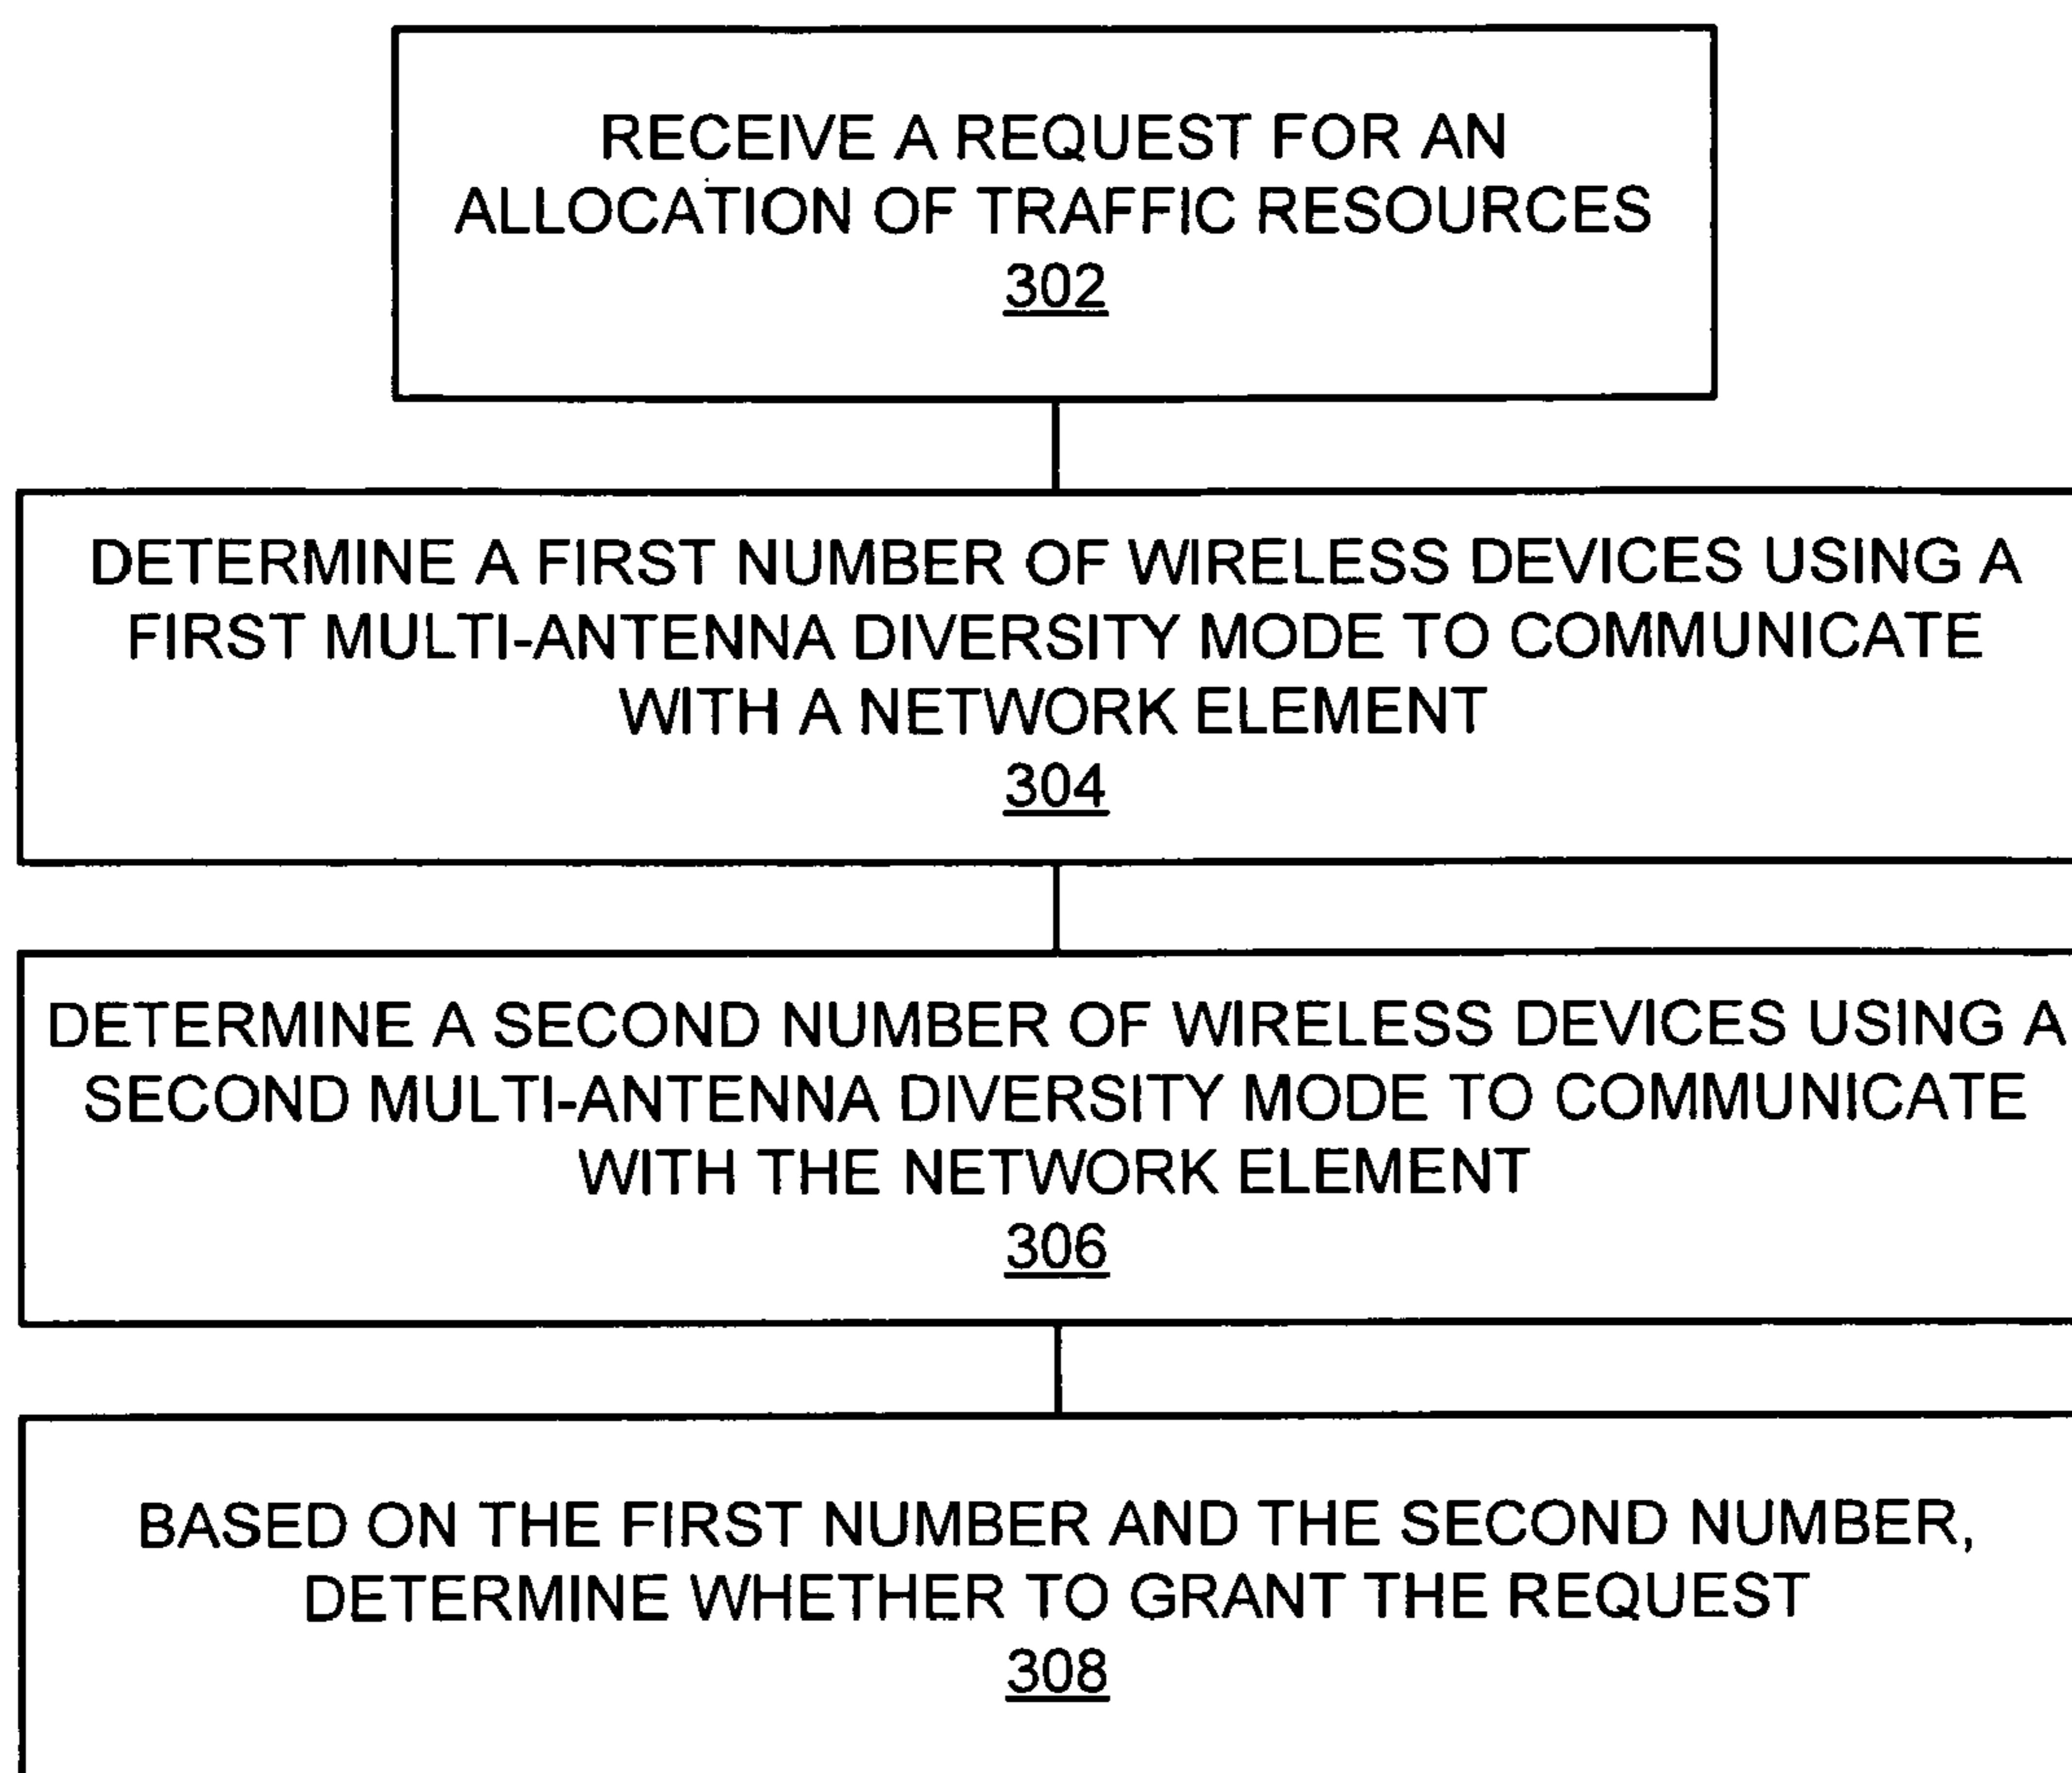 RECEIVE A REQUEST FOR AN
ALLOCATION OF TRAFFIC RESOURCES
302
DETERMINE A FIRST NUMBER OF WIRELESS DEVICES USING A
FIRST MULTI-ANTENNA DIVERSITY MODE TO COMMUNICATE
WITH A NETWORK ELEMENT
304
DETERMINE A SECOND NUMBER OF WIRELESS DEVICES USING A
SECOND MULTI-ANTENNA DIVERSITY MODE TO COMMUNICATE
WITH THE NETWORK ELEMENT
306
BASED ON THE FIRST NUMBER AND THE SECOND NUMBER,
DETERMINE WHETHER TO GRANT THE REQUEST
308